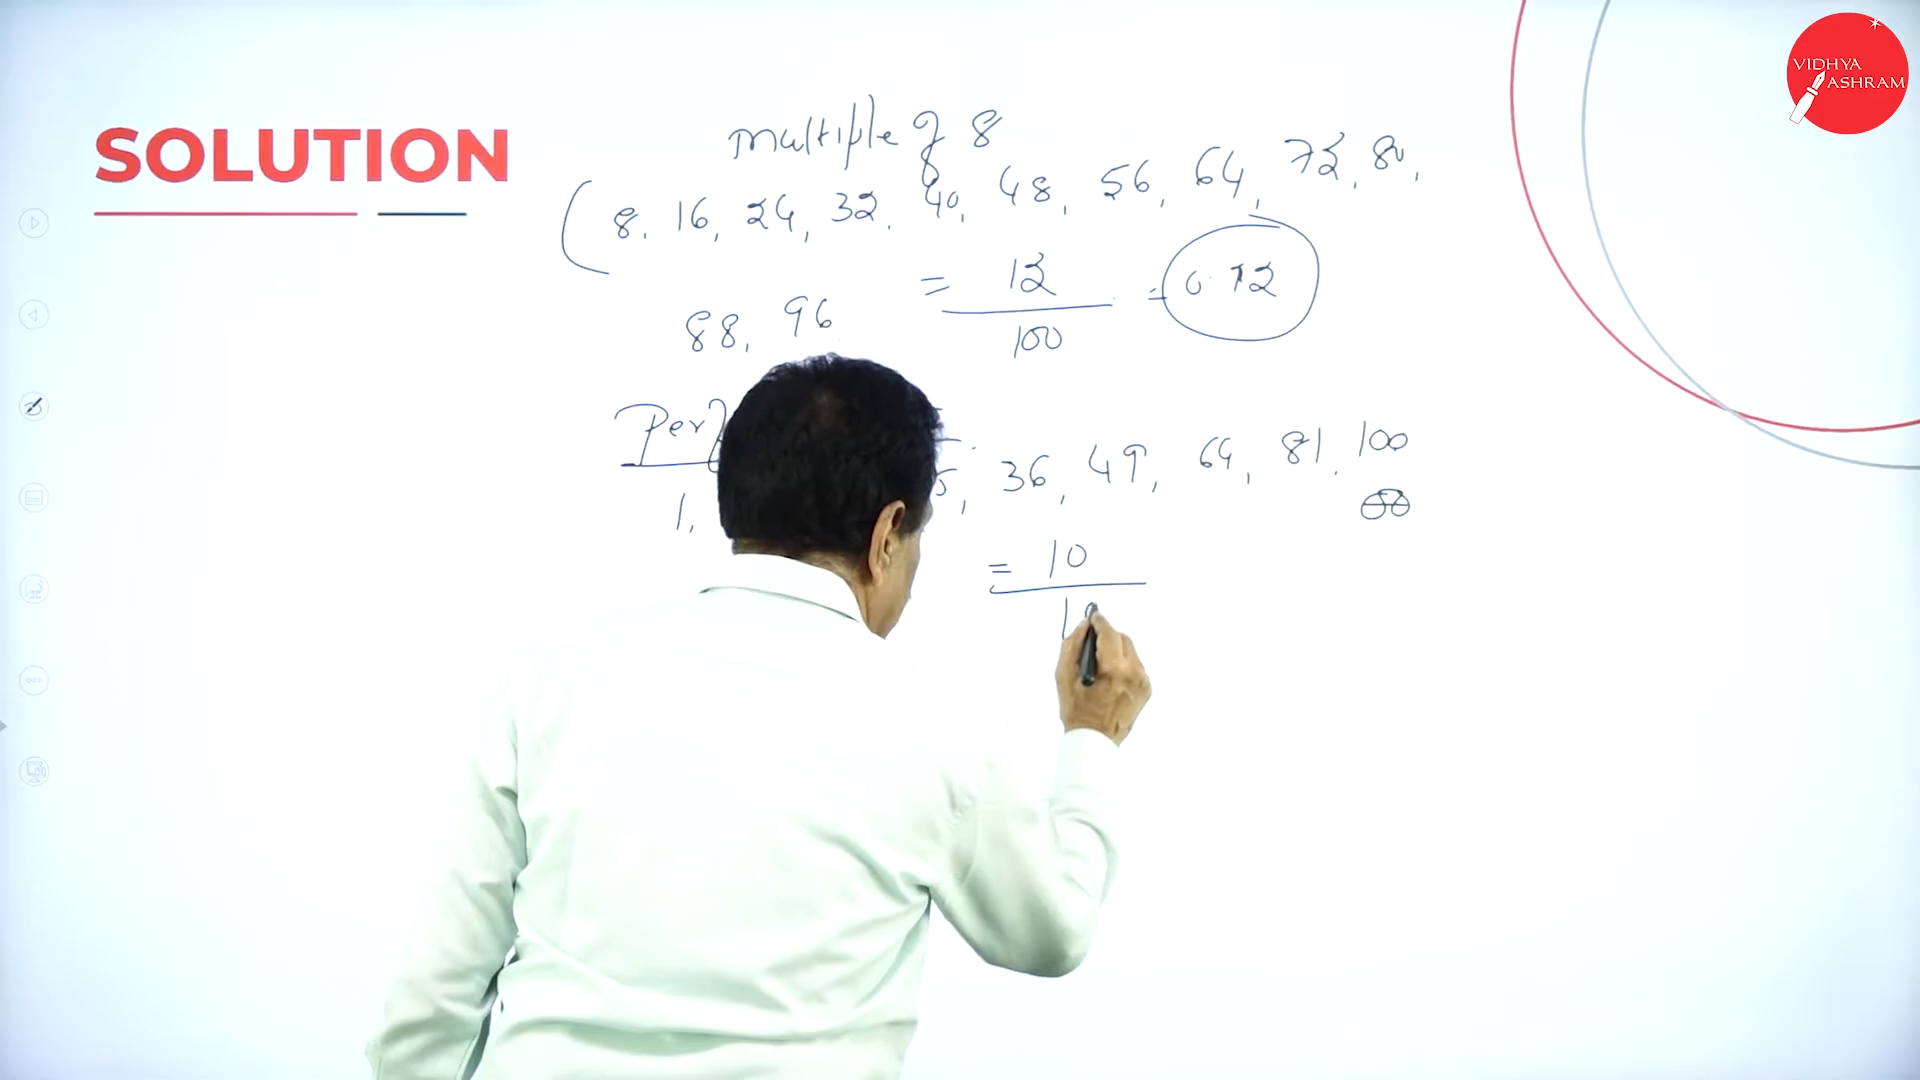 VIDHYA
ASHRAM
SOLUTION
multiple of 8
( 8, 16, 24, 32, 40, 48, 56, 64, 72, 80,
88, 96
= 12 / 100 = 0.12
1, 36, 49, 64, 81, 100
= 10